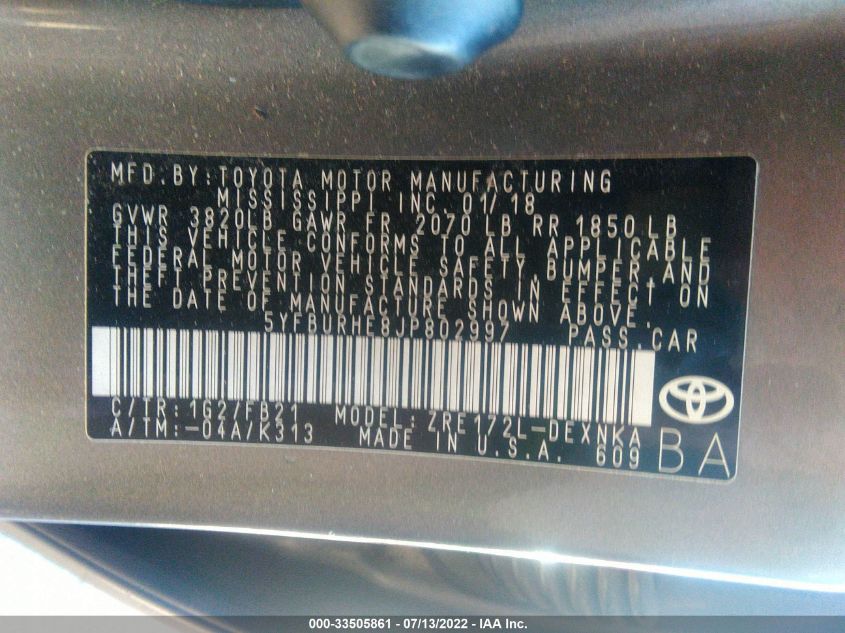 MFD.BY:TOYOTA MOTOR MANUFACTURING
MISSISSIPPI INC.01/18
GVWR 3820LB GAWR FR 2070 LB RR 1850LB
THIS VEHICLE CONFORMS TO ALL APPLICABLE
FEDERAL MOTOR VEHICLE SAFETY,BUMPER,AND
THEFT PREVENTION STANDARDS IN EFFECT ON
THE DATE OF MANUFACTURE SHOWN ABOVE.
5YFBURHE8JP802997 PASS.CAR
C/TR:1G2/FB21 MODEL:ZRE172L-DEXNKA
A/TM:-04A/K313 MADE IN U.S.A. 609
BA
000-33505861 - 07/13/2022 - IAA Inc.